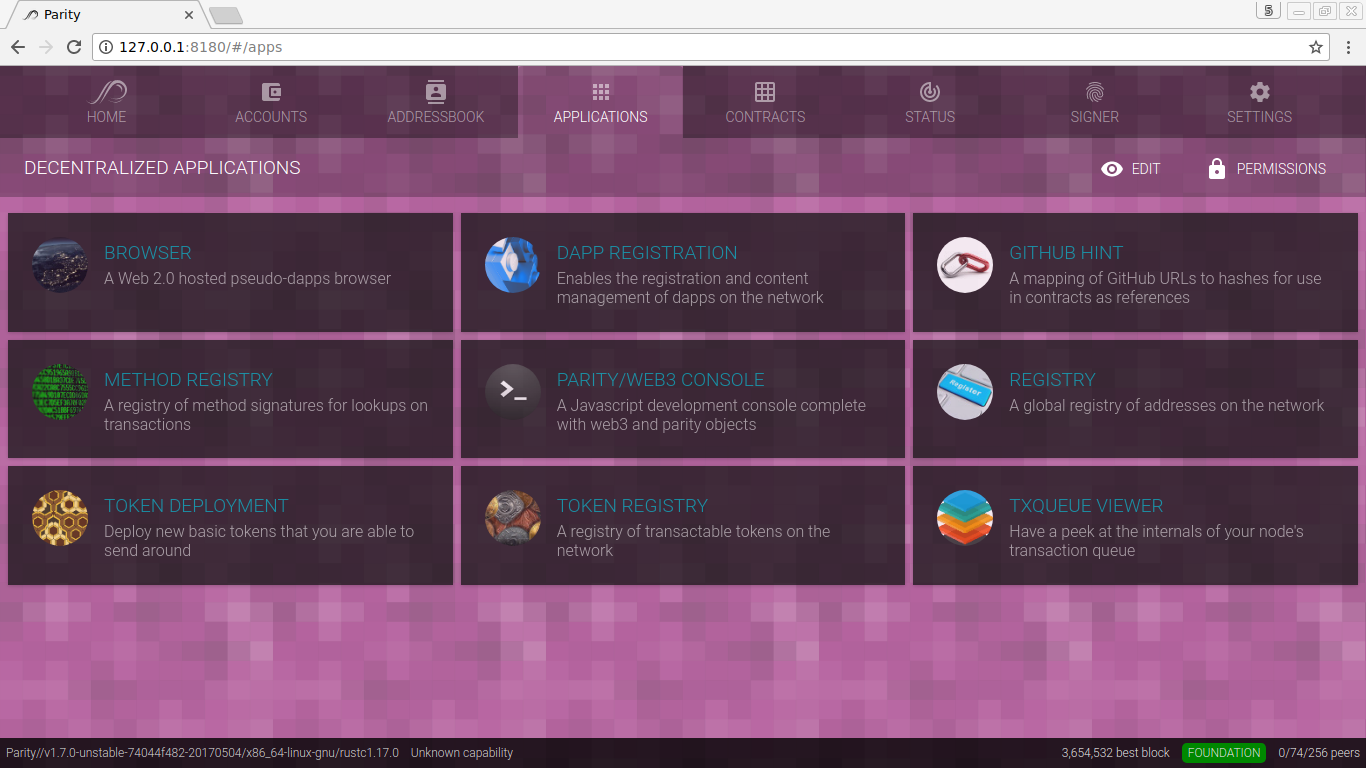 Parity
5
127.0.0.1:8180/#/apps
HOME
ACCOUNTS
ADDRESSBOOK
APPLICATIONS
CONTRACTS
STATUS
SIGNER
SETTINGS
DECENTRALIZED APPLICATIONS
EDIT
PERMISSIONS
BROWSER
A Web 2.0 hosted pseudo-dapps browser
DAPP REGISTRATION
Enables the registration and content
management of dapps on the network
GITHUB HINT
A mapping of GitHub URLs to hashes for use
in contracts as references
METHOD REGISTRY
A registry of method signatures for lookups on
transactions
PARITY/WEB3 CONSOLE
A Javascript development console complete
with web3 and parity objects
Register
REGISTRY
A global registry of addresses on the network
TOKEN DEPLOYMENT
Deploy new basic tokens that you are able to
send around
TOKEN REGISTRY
A registry of transactable tokens on the
network
TXQUEUE VIEWER
Have a peek at the internals of your node's
transaction queue
Parity//v1.7.0-unstable-74044f482-20170504/x86_64-linux-gnu/rustc1.17.0
Unknown capability
3,654,532 best block
FOUNDATION
0/74/256 peers